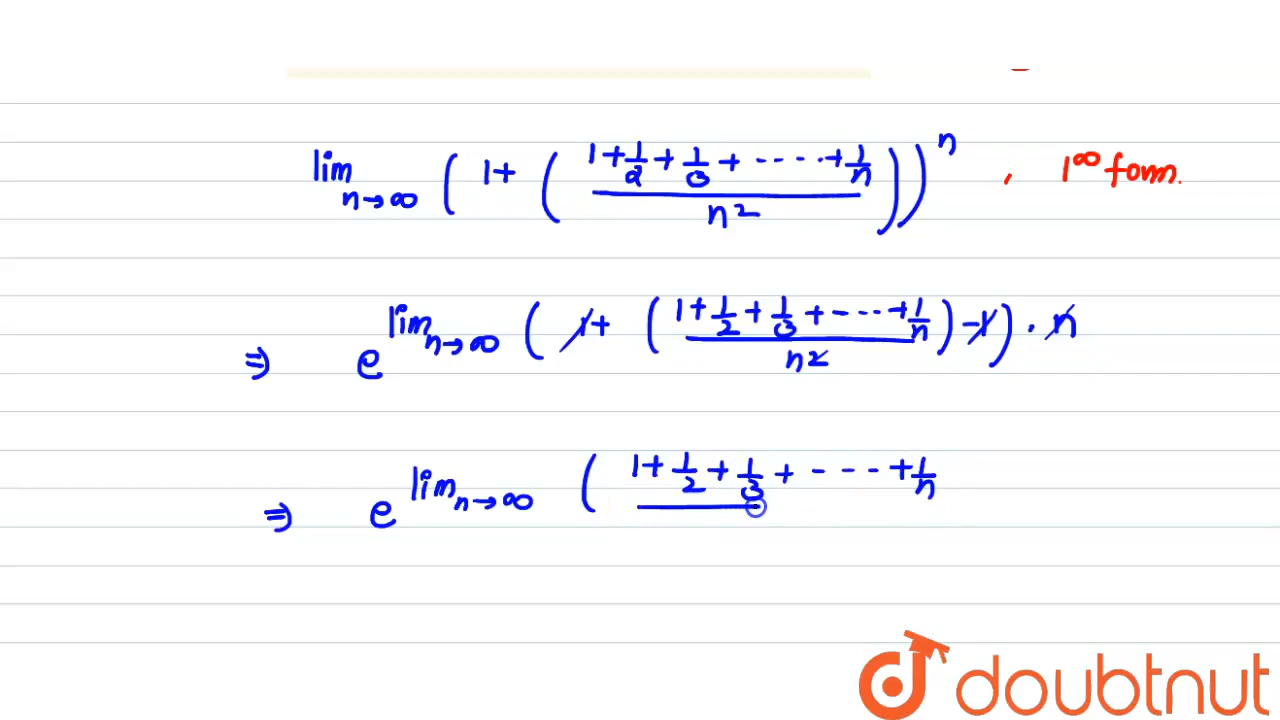 lim n→∞ (1+ ((1+1/2+1/3+-----+1/n)/n2))^n , 1^∞ form.
⇒ e^lim n→∞ (1+ ((1+1/2+1/3+----+1/n)/n2)-1) . n
⇒ e^lim n→∞ (1+1/2+1/3+----+1/n
doubtnut